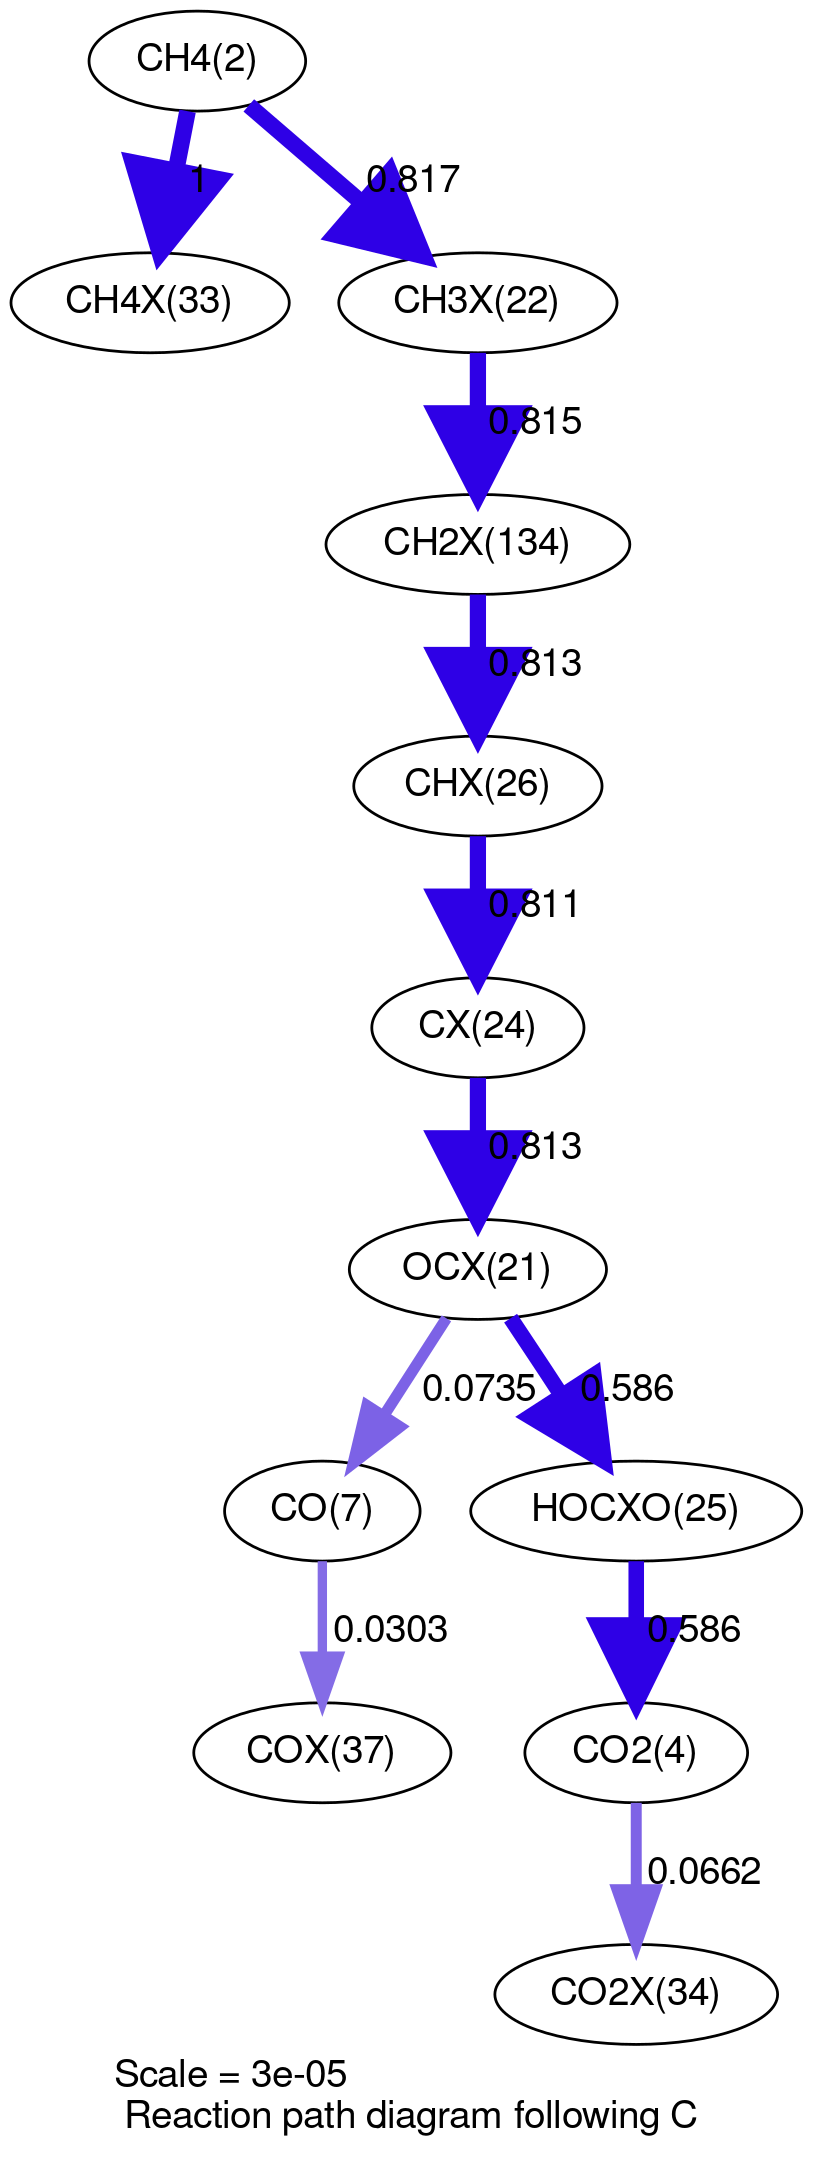 CH4(2)
1
0.817
CH4X(33)
CH3X(22)
0.815
CH2X(134)
0.813
CHX(26)
0.811
CX(24)
0.813
OCX(21)
0.0735
0.586
CO(7)
HOCXO(25)
0.0303
0.586
COX(37)
CO2(4)
0.0662
CO2X(34)
Scale = 3e-05
Reaction path diagram following C